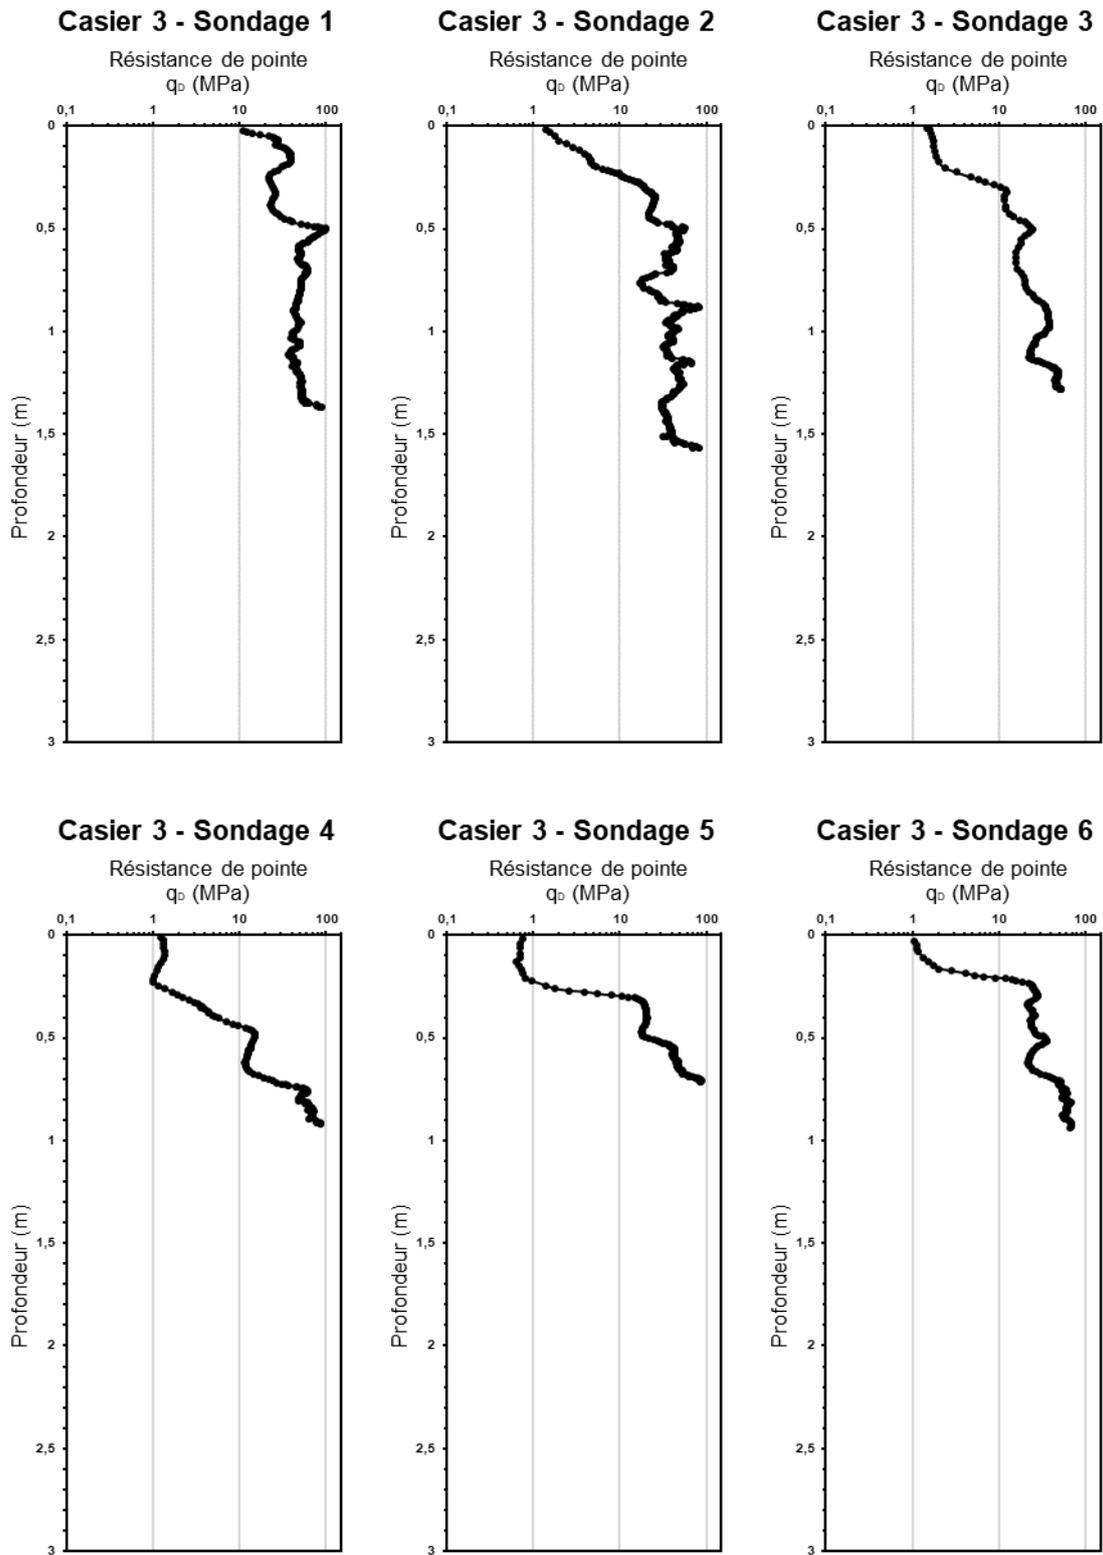 Casier 3 - Sondage 1
Résistance de pointe
qD (MPa)
0,1 1 10 100
0
0,5
1
1,5
2
2,5
3
Profondeur (m)
Casier 3 - Sondage 2
Résistance de pointe
qD (MPa)
0,1 1 10 100
0
0,5
1
1,5
2
2,5
3
Profondeur (m)
Casier 3 - Sondage 3
Résistance de pointe
qD (MPa)
0,1 1 10 100
0
0,5
1
1,5
2
2,5
3
Profondeur (m)
Casier 3 - Sondage 4
Résistance de pointe
qD (MPa)
0,1 1 10 100
0
0,5
1
1,5
2
2,5
3
Profondeur (m)
Casier 3 - Sondage 5
Résistance de pointe
qD (MPa)
0,1 1 10 100
0
0,5
1
1,5
2
2,5
3
Profondeur (m)
Casier 3 - Sondage 6
Résistance de pointe
qD (MPa)
0,1 1 10 100
0
0,5
1
1,5
2
2,5
3
Profondeur (m)